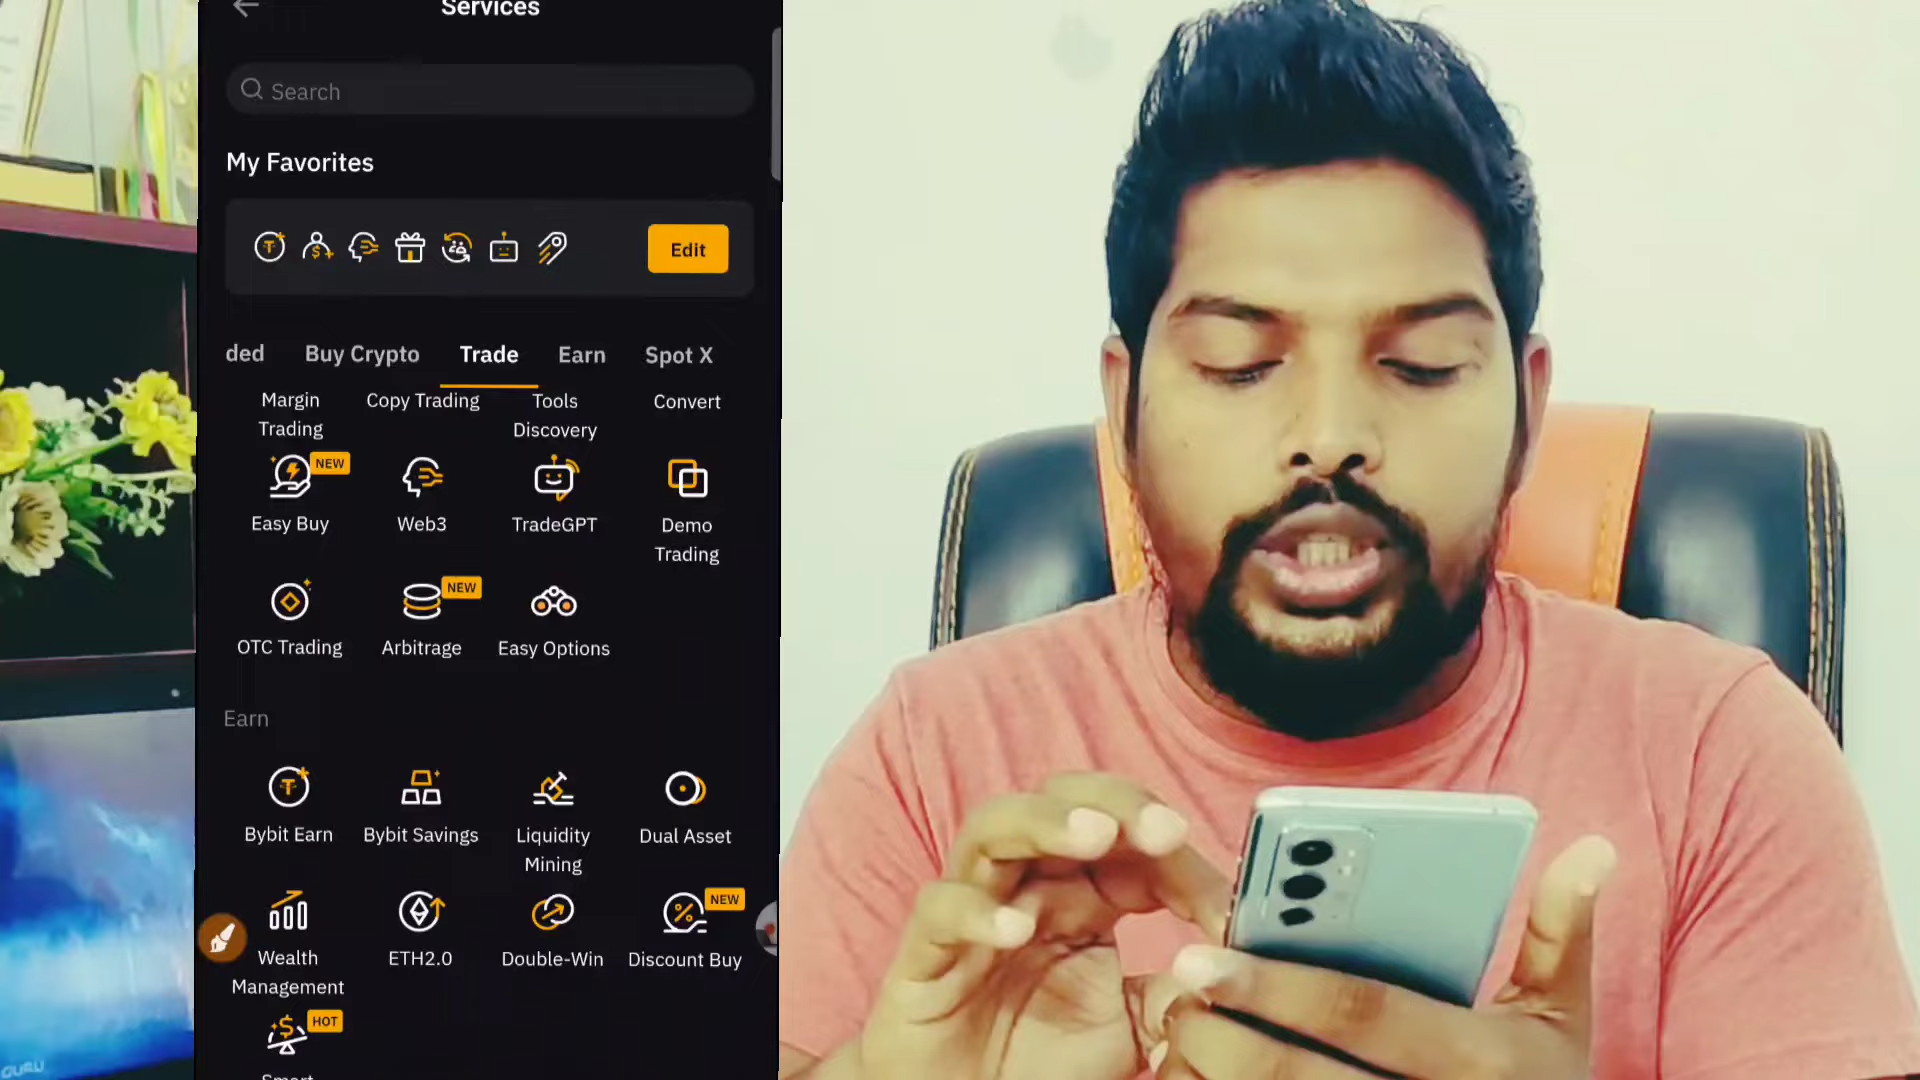 Services
Search
My Favorites
Edit
ded Buy Crypto Trade Earn Spot X
Margin Trading
Copy Trading
Tools Discovery
Convert
NEW
Easy Buy
Web3
TradeGPT
Demo Trading
OTC Trading
NEW
Arbitrage
Easy Options
Earn
Bybit Earn
Bybit Savings
Liquidity Mining
Dual Asset
Wealth Management
ETH2.0
Double-Win
NEW
Discount Buy
HOT
Smart
GURU